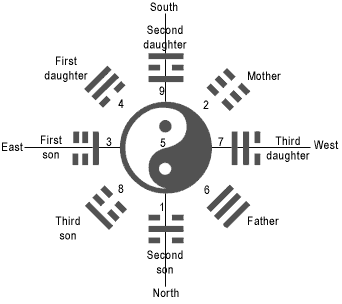 South
Second
daughter
First
daughter
Mother
9
4
2
East
First
son
3
5
7
Third
daughter
West
8
6
Third
son
1
Father
Second
son
North